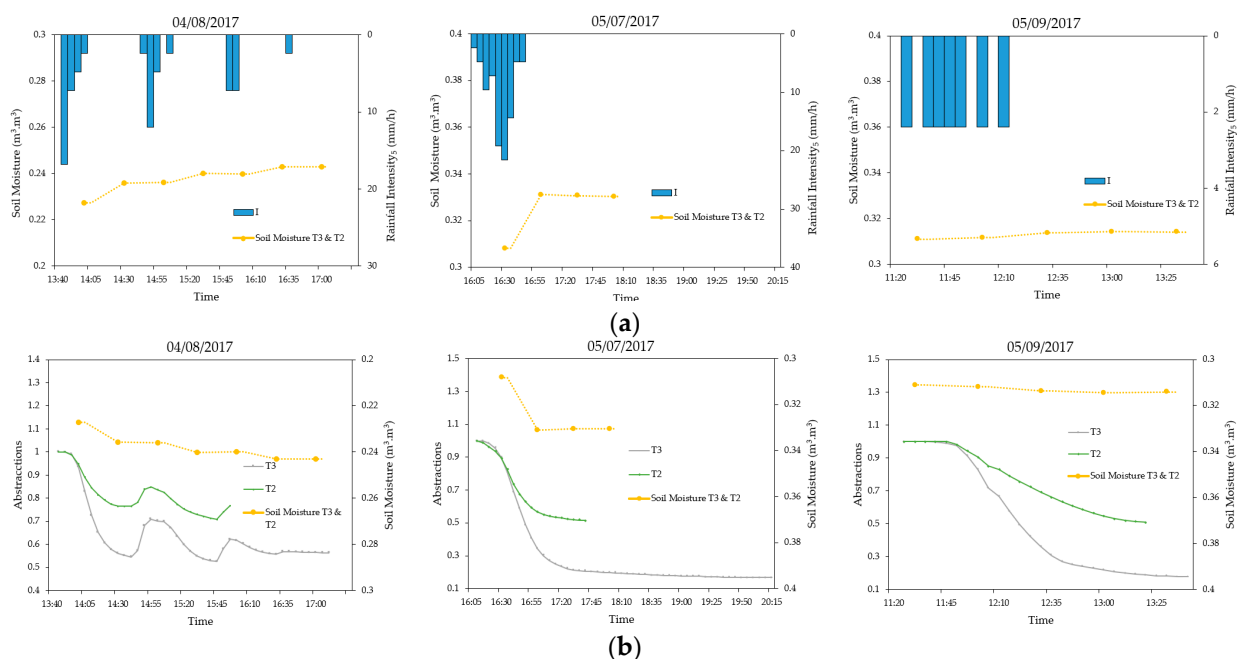 04/08/2017
0.3
0.28
0.26
0.24
0.22
0.2
Soil Moisture (m³.m³)
0
10
20
30
Rainfall Intensity₅ (mm/h)
I
Soil Moisture T3 & T2
13:40 14:05 14:30 14:55 15:20 15:45 16:10 16:35 17:00
Time
05/07/2017
0.4
0.38
0.36
0.34
0.32
0.3
Soil Moisture (m³.m³)
0
10
20
30
40
Rainfall Intensity₅ (mm/h)
I
Soil Moisture T3 & T2
16:05 16:30 16:55 17:20 17:45 18:10 18:35 19:00 19:25 19:50 20:15
Time
05/09/2017
0.4
0.38
0.36
0.34
0.32
0.3
Soil Moisture (m³.m³)
0
2
4
6
Rainfall Intensity₅ (mm/h)
I
Soil Moisture T3 & T2
11:20 11:45 12:10 12:35 13:00 13:25
Time
(a)
04/08/2017
1.4
1.3
1.2
1.1
1
0.9
0.8
0.7
0.6
0.5
0.4
Abstractions
0.2
0.22
0.24
0.26
0.28
0.3
Soil Moisture (m³.m³)
T3
T2
Soil Moisture T3 &
T2
13:40 14:05 14:30 14:55 15:20 15:45 16:10 16:35 17:00
Time
05/07/2017
1.5
1.3
1.1
0.9
0.7
0.5
0.3
0.1
Abstractions
0.3
0.32
0.34
0.36
0.38
0.4
Soil Moisture (m³.m³)
T3
T2
Soil Moisture T3 & T2
16:05 16:30 16:55 17:20 17:45 18:10 18:35 19:00 19:25 19:50 20:15
Time
05/09/2017
1.5
1.3
1.1
0.9
0.7
0.5
0.3
0.1
Abstractions
0.3
0.32
0.34
0.36
0.38
0.4
Soil Moisture (m³.m³)
T3
T2
Soil Moisture T3 & T2
11:20 11:45 12:10 12:35 13:00 13:25
Time
(b)